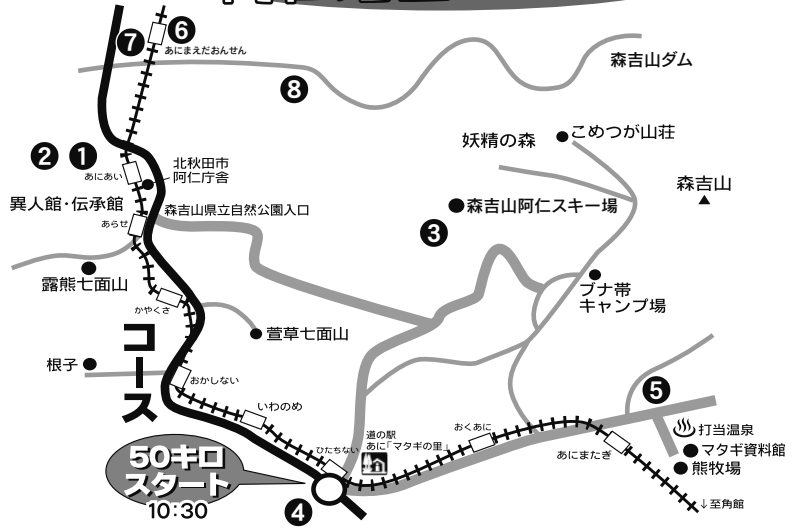 ⑦ ⑥
あにまえだおんせん
⑧
森吉山ダム
② ①
あにあい
北秋田市
阿仁庁舎
異人館・伝承館
あらせ
森吉山県立自然公園入口
妖精の森
こめつが山荘
森吉山
森吉山阿仁スキー場
③
露熊七面山
かやくさ
ブナ帯
キャンプ場
萱草七面山
コース
根子
おかしない
いわのめ
⑤
道の駅
あに「マタギの里」
おくあに
ひたちない
あにまたぎ
打当温泉
マタギ資料館
熊牧場
↓至角館
50キロ
スタート
10:30
④